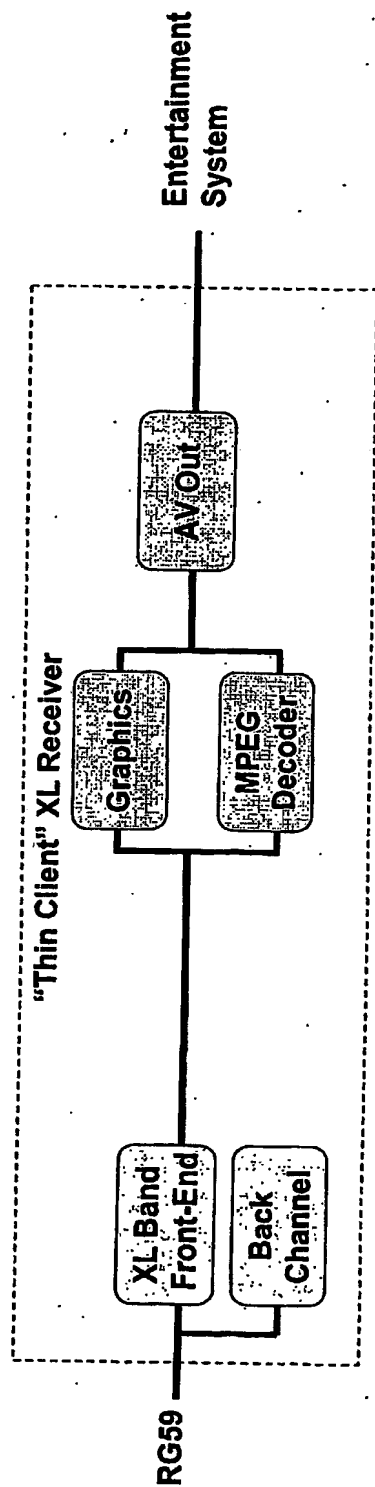 "Thin Client" XL Receiver
RG59
XL Band
Front-End
Back
Channel
Graphics
MPEG
Decoder
AV Out
Entertainment
System